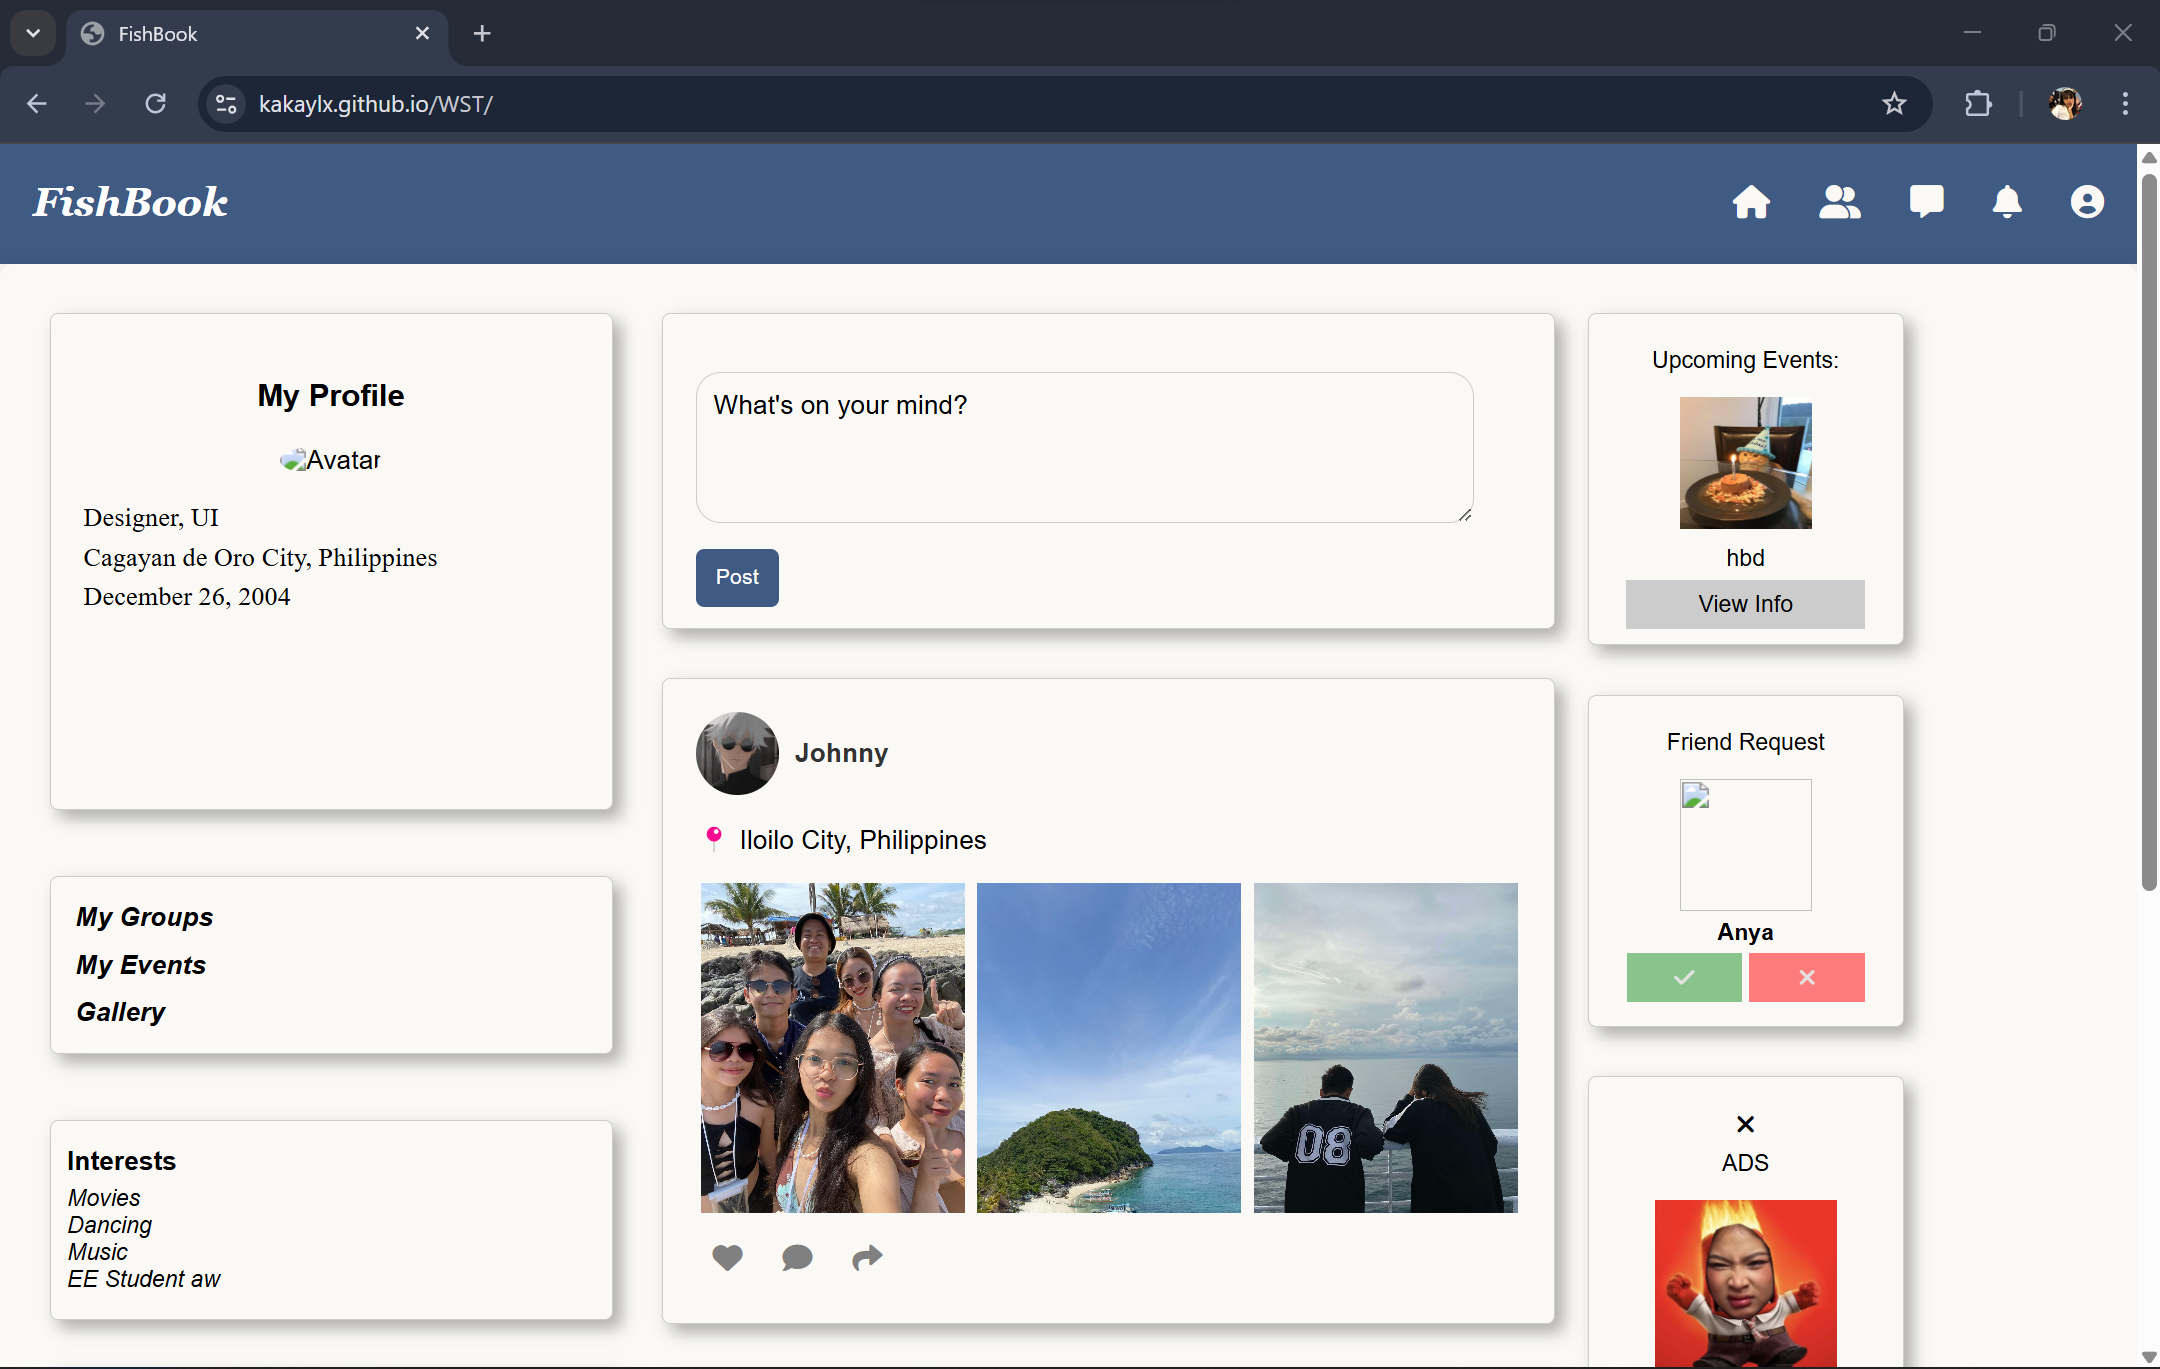 FishBook
kakaylx.github.io/WST/
FishBook
My Profile
Avatar
Designer, UI
Cagayan de Oro City, Philippines
December 26, 2004
My Groups
My Events
Gallery
Interests
Movies
Dancing
Music
EE Student aw
What's on your mind?
Post
Johnny
Iloilo City, Philippines
08
Upcoming Events:
hbd
View Info
Friend Request
Anya
ADS